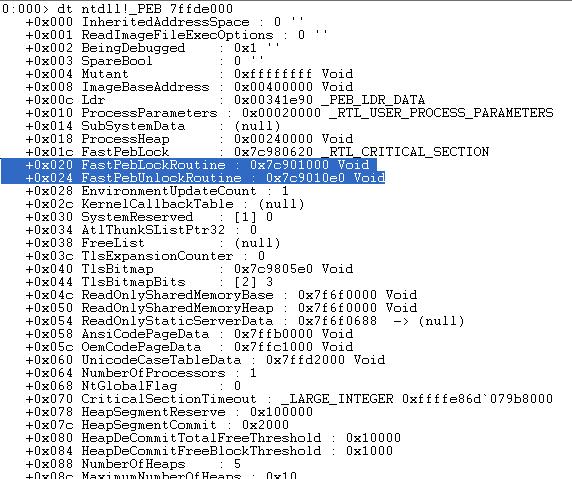 0:000> dt ntdll!_PEB 7ffde000
+0x000 InheritedAddressSpace : 0 ''
+0x001 ReadImageFileExecOptions : 0 ''
+0x002 BeingDebugged    : 0x1 ''
+0x003 SpareBool        : 0 ''
+0x004 Mutant           : 0xffffffff Void
+0x008 ImageBaseAddress : 0x00400000 Void
+0x00c Ldr              : 0x00341e90 _PEB_LDR_DATA
+0x010 ProcessParameters : 0x00020000 _RTL_USER_PROCESS_PARAMETERS
+0x014 SubSystemData    : (null)
+0x018 ProcessHeap      : 0x00240000 Void
+0x01c FastPebLock      : 0x7c980620 _RTL_CRITICAL_SECTION
+0x020 FastPebLockRoutine : 0x7c901000 Void
+0x024 FastPebUnlockRoutine : 0x7c9010e0 Void
+0x028 EnvironmentUpdateCount : 1
+0x02c KernelCallbackTable : (null)
+0x030 SystemReserved   : [1] 0
+0x034 AtlThunkSListPtr32 : 0
+0x038 FreeList         : (null)
+0x03c TlsExpansionCounter : 0
+0x040 TlsBitmap        : 0x7c9805e0 Void
+0x044 TlsBitmapBits    : [2] 3
+0x04c ReadOnlySharedMemoryBase : 0x7f6f0000 Void
+0x050 ReadOnlySharedMemoryHeap : 0x7f6f0000 Void
+0x054 ReadOnlyStaticServerData : 0x7f6f0688  -> (null)
+0x058 AnsiCodePageData : 0x7ffb0000 Void
+0x05c OemCodePageData  : 0x7ffc1000 Void
+0x060 UnicodeCaseTableData : 0x7ffd2000 Void
+0x064 NumberOfProcessors : 1
+0x068 NtGlobalFlag     : 0
+0x070 CriticalSectionTimeout : _LARGE_INTEGER 0xffffe86d`079b8000
+0x078 HeapSegmentReserve : 0x100000
+0x07c HeapSegmentCommit : 0x2000
+0x080 HeapDeCommitTotalFreeThreshold : 0x10000
+0x084 HeapDeCommitFreeBlockThreshold : 0x1000
+0x088 NumberOfHeaps    : 5
+0x08c MaximumNumberOfHeaps : 0x10